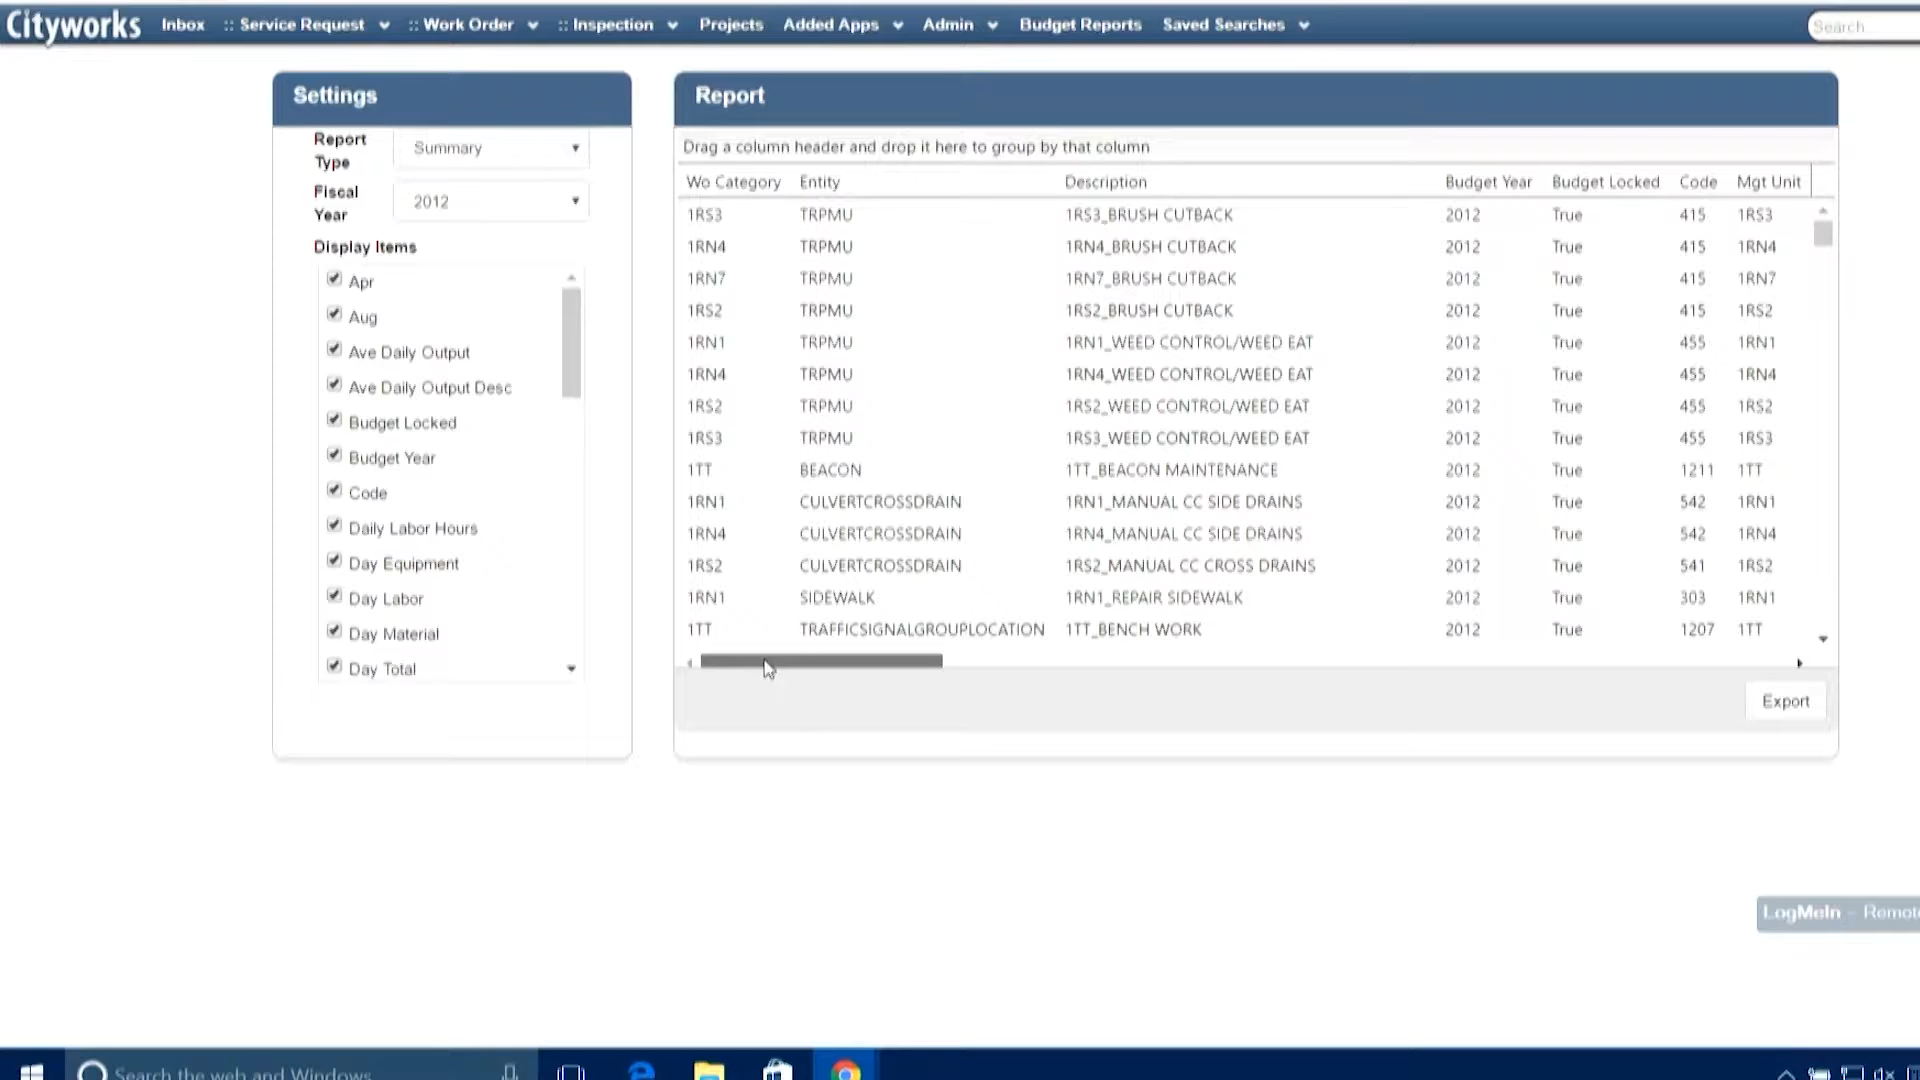 Cityworks Inbox :: Service Request :: Work Order :: Inspection Projects Added Apps Admin Budget Reports Saved Searches Search
Settings
Report Type Summary
Fiscal Year 2012
Display Items
Apr
Aug
Ave Daily Output
Ave Daily Output Desc
Budget Locked
Budget Year
Code
Daily Labor Hours
Day Equipment
Day Labor
Day Material
Day Total
Report
Drag a column header and drop it here to group by that column
Wo Category Entity Description Budget Year Budget Locked Code Mgt Unit
1RS3 TRPMU 1RS3_BRUSH CUTBACK 2012 True 415 1RS3
1RN4 TRPMU 1RN4_BRUSH CUTBACK 2012 True 415 1RN4
1RN7 TRPMU 1RN7_BRUSH CUTBACK 2012 True 415 1RN7
1RS2 TRPMU 1RS2_BRUSH CUTBACK 2012 True 415 1RS2
1RN1 TRPMU 1RN1_WEED CONTROL/WEED EAT 2012 True 455 1RN1
1RN4 TRPMU 1RN4_WEED CONTROL/WEED EAT 2012 True 455 1RN4
1RS2 TRPMU 1RS2_WEED CONTROL/WEED EAT 2012 True 455 1RS2
1RS3 TRPMU 1RS3_WEED CONTROL/WEED EAT 2012 True 455 1RS3
1TT BEACON 1TT_BEACON MAINTENANCE 2012 True 1211 1TT
1RN1 CULVERTCROSSDRAIN 1RN1_MANUAL CC SIDE DRAINS 2012 True 542 1RN1
1RN4 CULVERTCROSSDRAIN 1RN4_MANUAL CC SIDE DRAINS 2012 True 542 1RN4
1RS2 CULVERTCROSSDRAIN 1RS2_MANUAL CC CROSS DRAINS 2012 True 541 1RS2
1RN1 SIDEWALK 1RN1_REPAIR SIDEWALK 2012 True 303 1RN1
1TT TRAFFICSIGNALGROUPLOCATION 1TT_BENCH WORK 2012 True 1207 1TT
Export
LogMeIn - Remote
Search the web and Windows